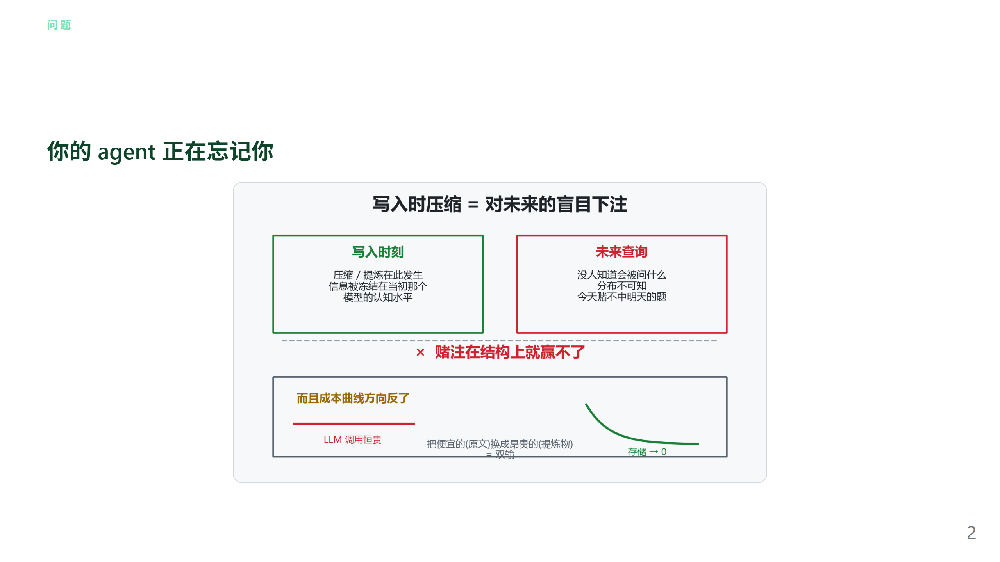 问题
你的 agent 正在忘记你
写入时压缩 = 对未来的盲目下注
写入时刻
压缩 / 提炼在此发生
信息被冻结在当初那个
模型的认知水平
未来查询
没人知道会被问什么
分布不可知
今天赌不中明天的题
× 赌注在结构上就赢不了
而且成本曲线方向反了
LLM 调用恒贵
把便宜的(原文)换成昂贵的(提炼物)
= 双输
存储 → 0
2